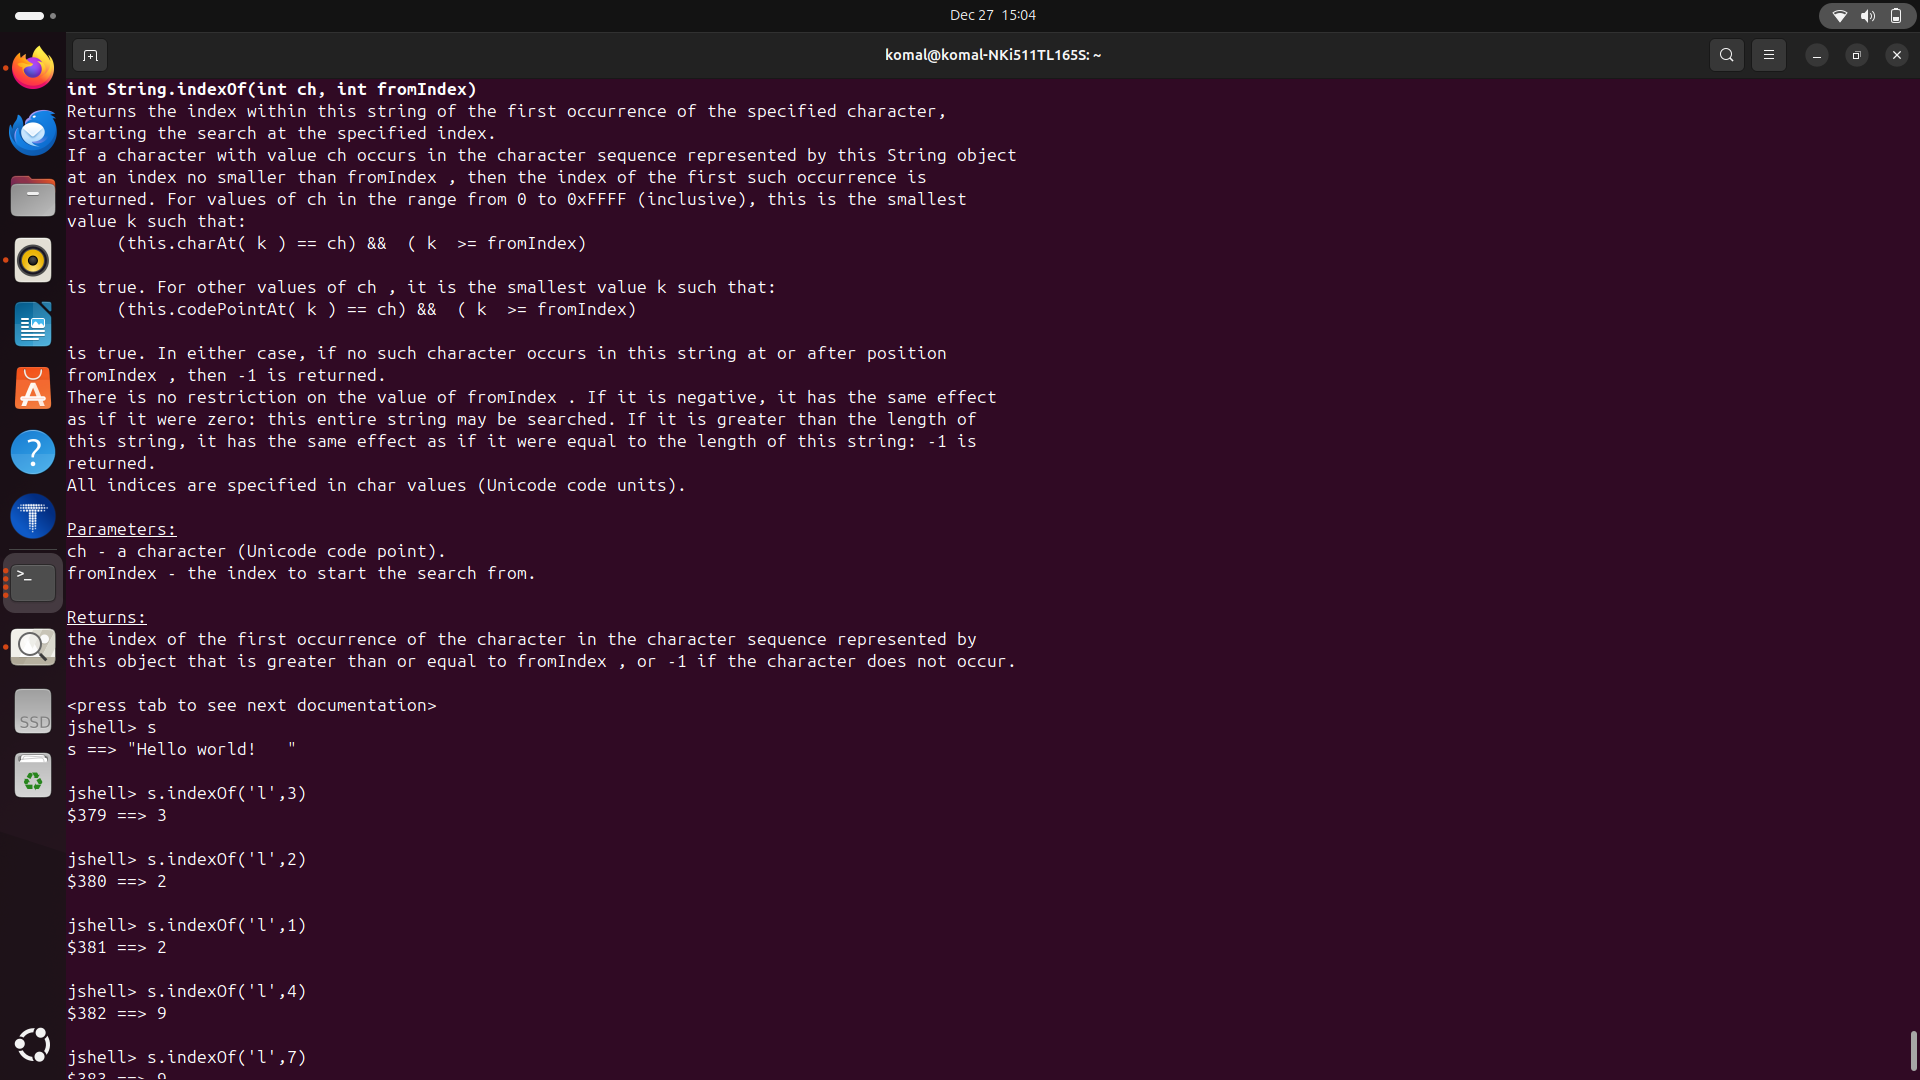 Dec 27 15:04
komal@komal-NKi511TL165S: ~
int String.indexOf(int ch, int fromIndex)
Returns the index within this string of the first occurrence of the specified character,
starting the search at the specified index.
If a character with value ch occurs in the character sequence represented by this String object
at an index no smaller than fromIndex , then the index of the first such occurrence is
returned. For values of ch in the range from 0 to 0xFFFF (inclusive), this is the smallest
value k such that:
     (this.charAt( k ) == ch) &&  ( k  >= fromIndex)
is true. For other values of ch , it is the smallest value k such that:
     (this.codePointAt( k ) == ch) &&  ( k  >= fromIndex)
is true. In either case, if no such character occurs in this string at or after position
fromIndex , then -1 is returned.
There is no restriction on the value of fromIndex . If it is negative, it has the same effect
as if it were zero: this entire string may be searched. If it is greater than the length of
this string, it has the same effect as if it were equal to the length of this string: -1 is
returned.
All indices are specified in char values (Unicode code units).
Parameters:
ch - a character (Unicode code point).
fromIndex - the index to start the search from.
Returns:
the index of the first occurrence of the character in the character sequence represented by
this object that is greater than or equal to fromIndex , or -1 if the character does not occur.
<press tab to see next documentation>
jshell> s
s ==> "Hello world!   "
jshell> s.indexOf('l',3)
$379 ==> 3
jshell> s.indexOf('l',2)
$380 ==> 2
jshell> s.indexOf('l',1)
$381 ==> 2
jshell> s.indexOf('l',4)
$382 ==> 9
jshell> s.indexOf('l',7)
$383 ==> 9
SSD